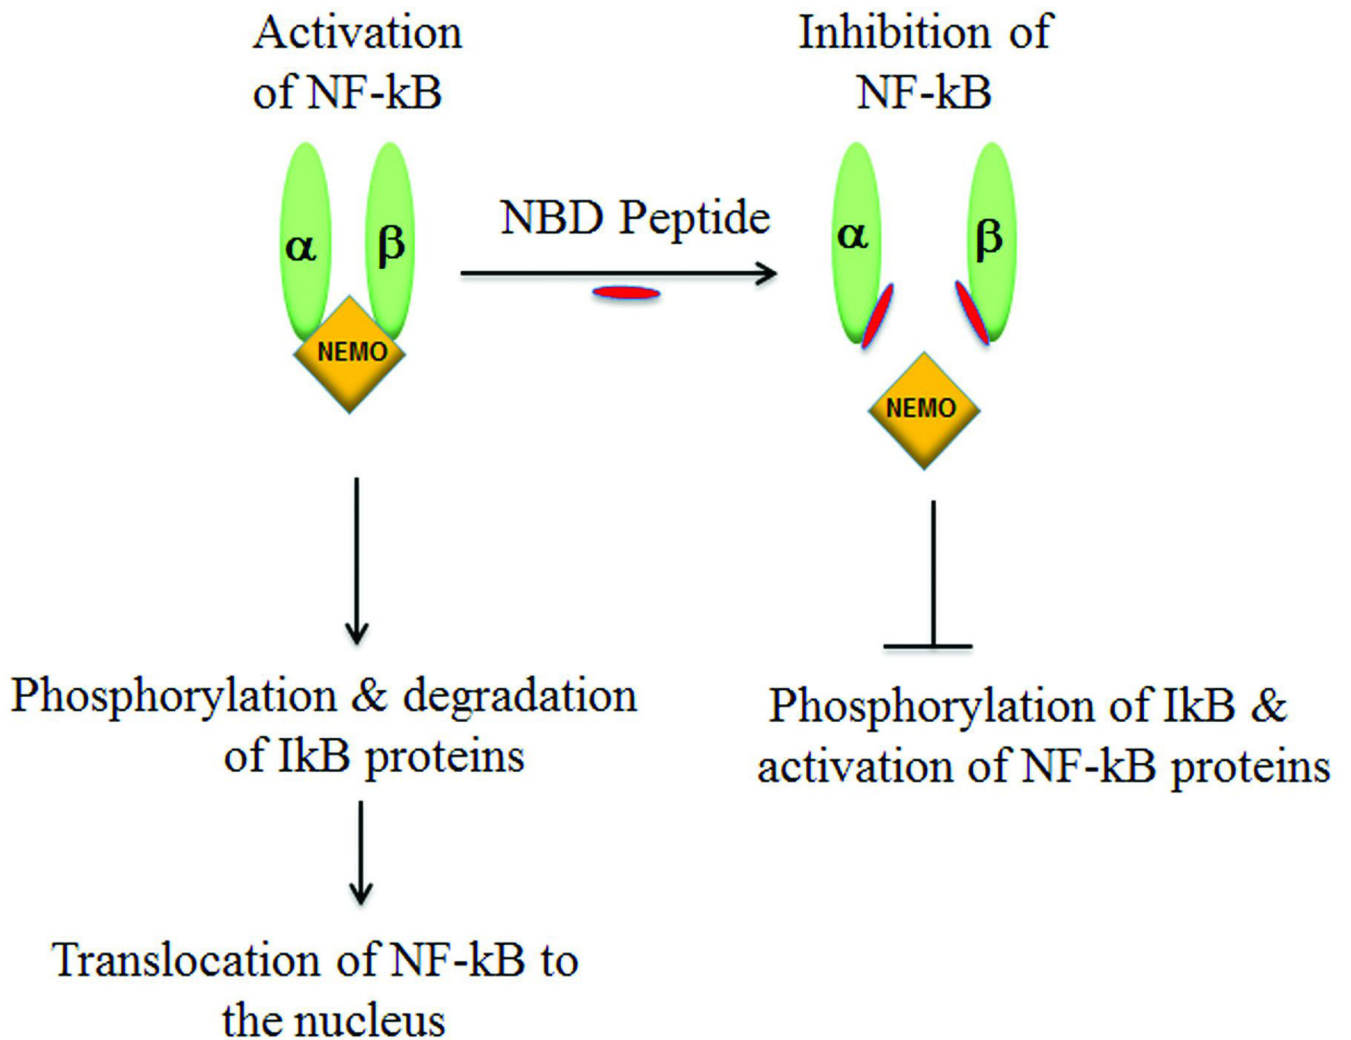 Activation
of NF-kB
α
β
NEMO
NBD Peptide
Inhibition of
NF-kB
α
β
NEMO
Phosphorylation & degradation
of IkB proteins
Translocation of NF-kB to
the nucleus
Phosphorylation of IkB &
activation of NF-kB proteins